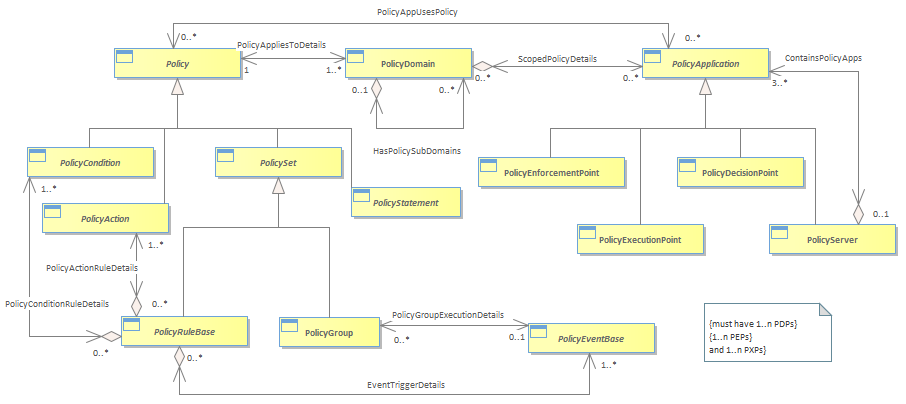 PolicyAppUsesPolicy
0..*
0..*
PolicyAppliesToDetails
ScopedPolicyDetails
ContainsPolicyApps
Policy
PolicyDomain
PolicyApplication
1
1..*
0..*
0..*
3..*
0..1
0..*
HasPolicySubDomains
PolicyCondition
PolicySet
PolicyEnforcementPoint
PolicyDecisionPoint
1..*
PolicyStatement
PolicyAction
0..1
PolicyExecutionPoint
PolicyServer
1..*
PolicyActionRuleDetails
PolicyConditionRuleDetails
0..*
PolicyGroupExecutionDetails
PolicyRuleBase
PolicyGroup
PolicyEventBase
{must have 1..n PDPs}
{1..n PEPs}
and 1..n PXPs}
0..*
0..*
0..*
0..1
1..*
EventTriggerDetails